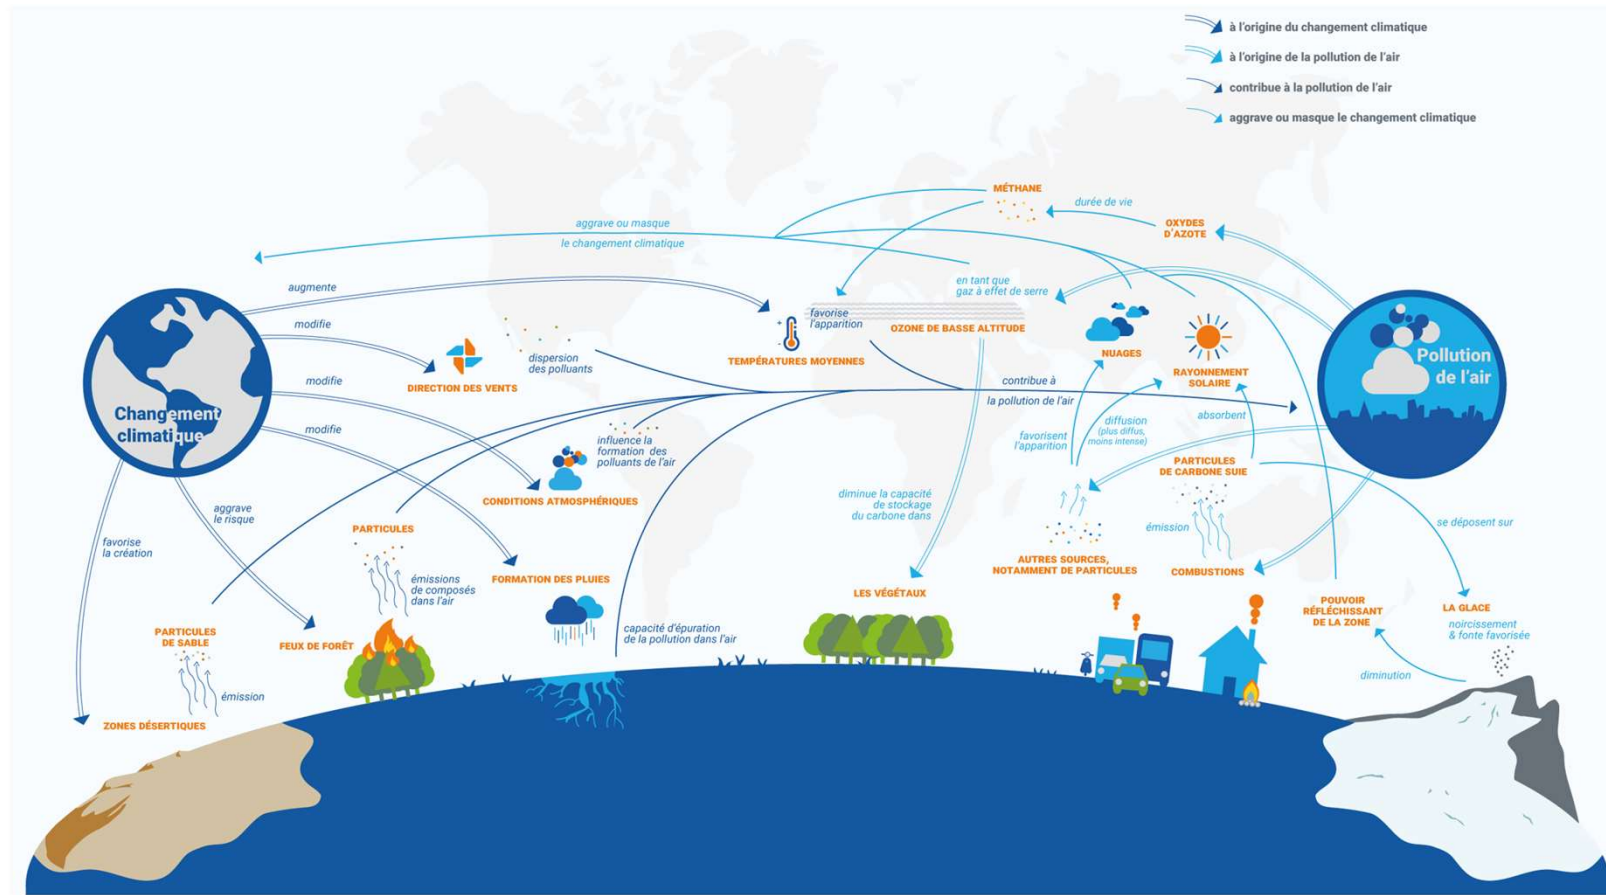 à l'origine du changement climatique
à l'origine de la pollution de l'air
contribue à la pollution de l'air
aggrave ou masque le changement climatique
MÉTHANE
durée de vie
OXYDES
D'AZOTE
aggrave ou masque
le changement climatique
augmente
en tant que
gaz à effet de serre
modifie
favorise
l'apparition
OZONE DE BASSE ALTITUDE
TEMPÉRATURES MOYENNES
dispersion
des polluants
DIRECTION DES VENTS
NUAGES
RAYONNEMENT
SOLAIRE
Pollution
de l'air
modifie
contribue à
la pollution de l'air
Changement
climatique
modifie
influence la
formation des
polluants de l'air
favorisent
l'apparition
diffusion
(plus diffus,
moins intense)
absorbent
PARTICULES
DE CARBONE SUIE
CONDITIONS ATMOSPHÉRIQUES
diminue la capacité
de stockage
du carbone dans
aggrave
le risque
PARTICULES
émission
se déposent sur
favorise
la création
AUTRES SOURCES,
NOTAMMENT DE PARTICULES
COMBUSTIONS
FORMATION DES PLUIES
émissions
de composés
dans l'air
LES VÉGÉTAUX
POUVOIR
RÉFLÉCHISSANT
DE LA ZONE
LA GLACE
noircissement
& fonte favorisée
PARTICULES
DE SABLE
FEUX DE FORÊT
capacité d'épuration
de la pollution dans l'air
diminution
émission
ZONES DÉSERTIQUES